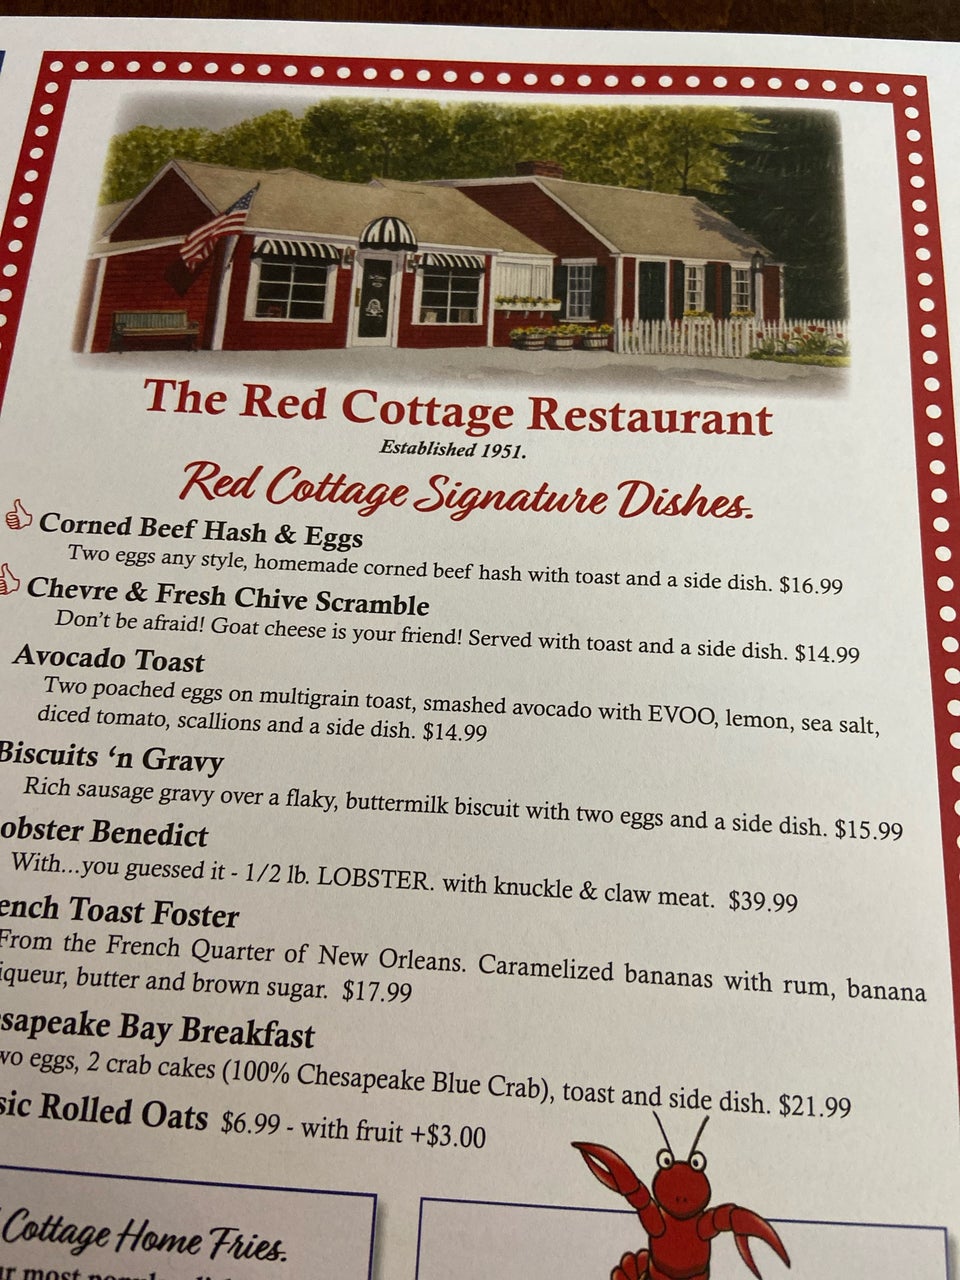 The Red Cottage Restaurant
Established 1951.
Red Cottage Signature Dishes.
Corned Beef Hash & Eggs
Two eggs any style, homemade corned beef hash with toast and a side dish. $16.99
Chevre & Fresh Chive Scramble
Don't be afraid! Goat cheese is your friend! Served with toast and a side dish. $14.99
Avocado Toast
Two poached eggs on multigrain toast, smashed avocado with EVOO, lemon, sea salt,
diced tomato, scallions and a side dish. $14.99
Biscuits 'n Gravy
Rich sausage gravy over a flaky, buttermilk biscuit with two eggs and a side dish. $15.99
obster Benedict
With...you guessed it - 1/2 lb. LOBSTER. with knuckle & claw meat. $39.99
ench Toast Foster
From the French Quarter of New Orleans. Caramelized bananas with rum, banana
iqueur, butter and brown sugar. $17.99
sapeake Bay Breakfast
wo eggs, 2 crab cakes (100% Chesapeake Blue Crab), toast and side dish. $21.99
sic Rolled Oats $6.99 - with fruit +$3.00
Cottage Home Fries.
most popular